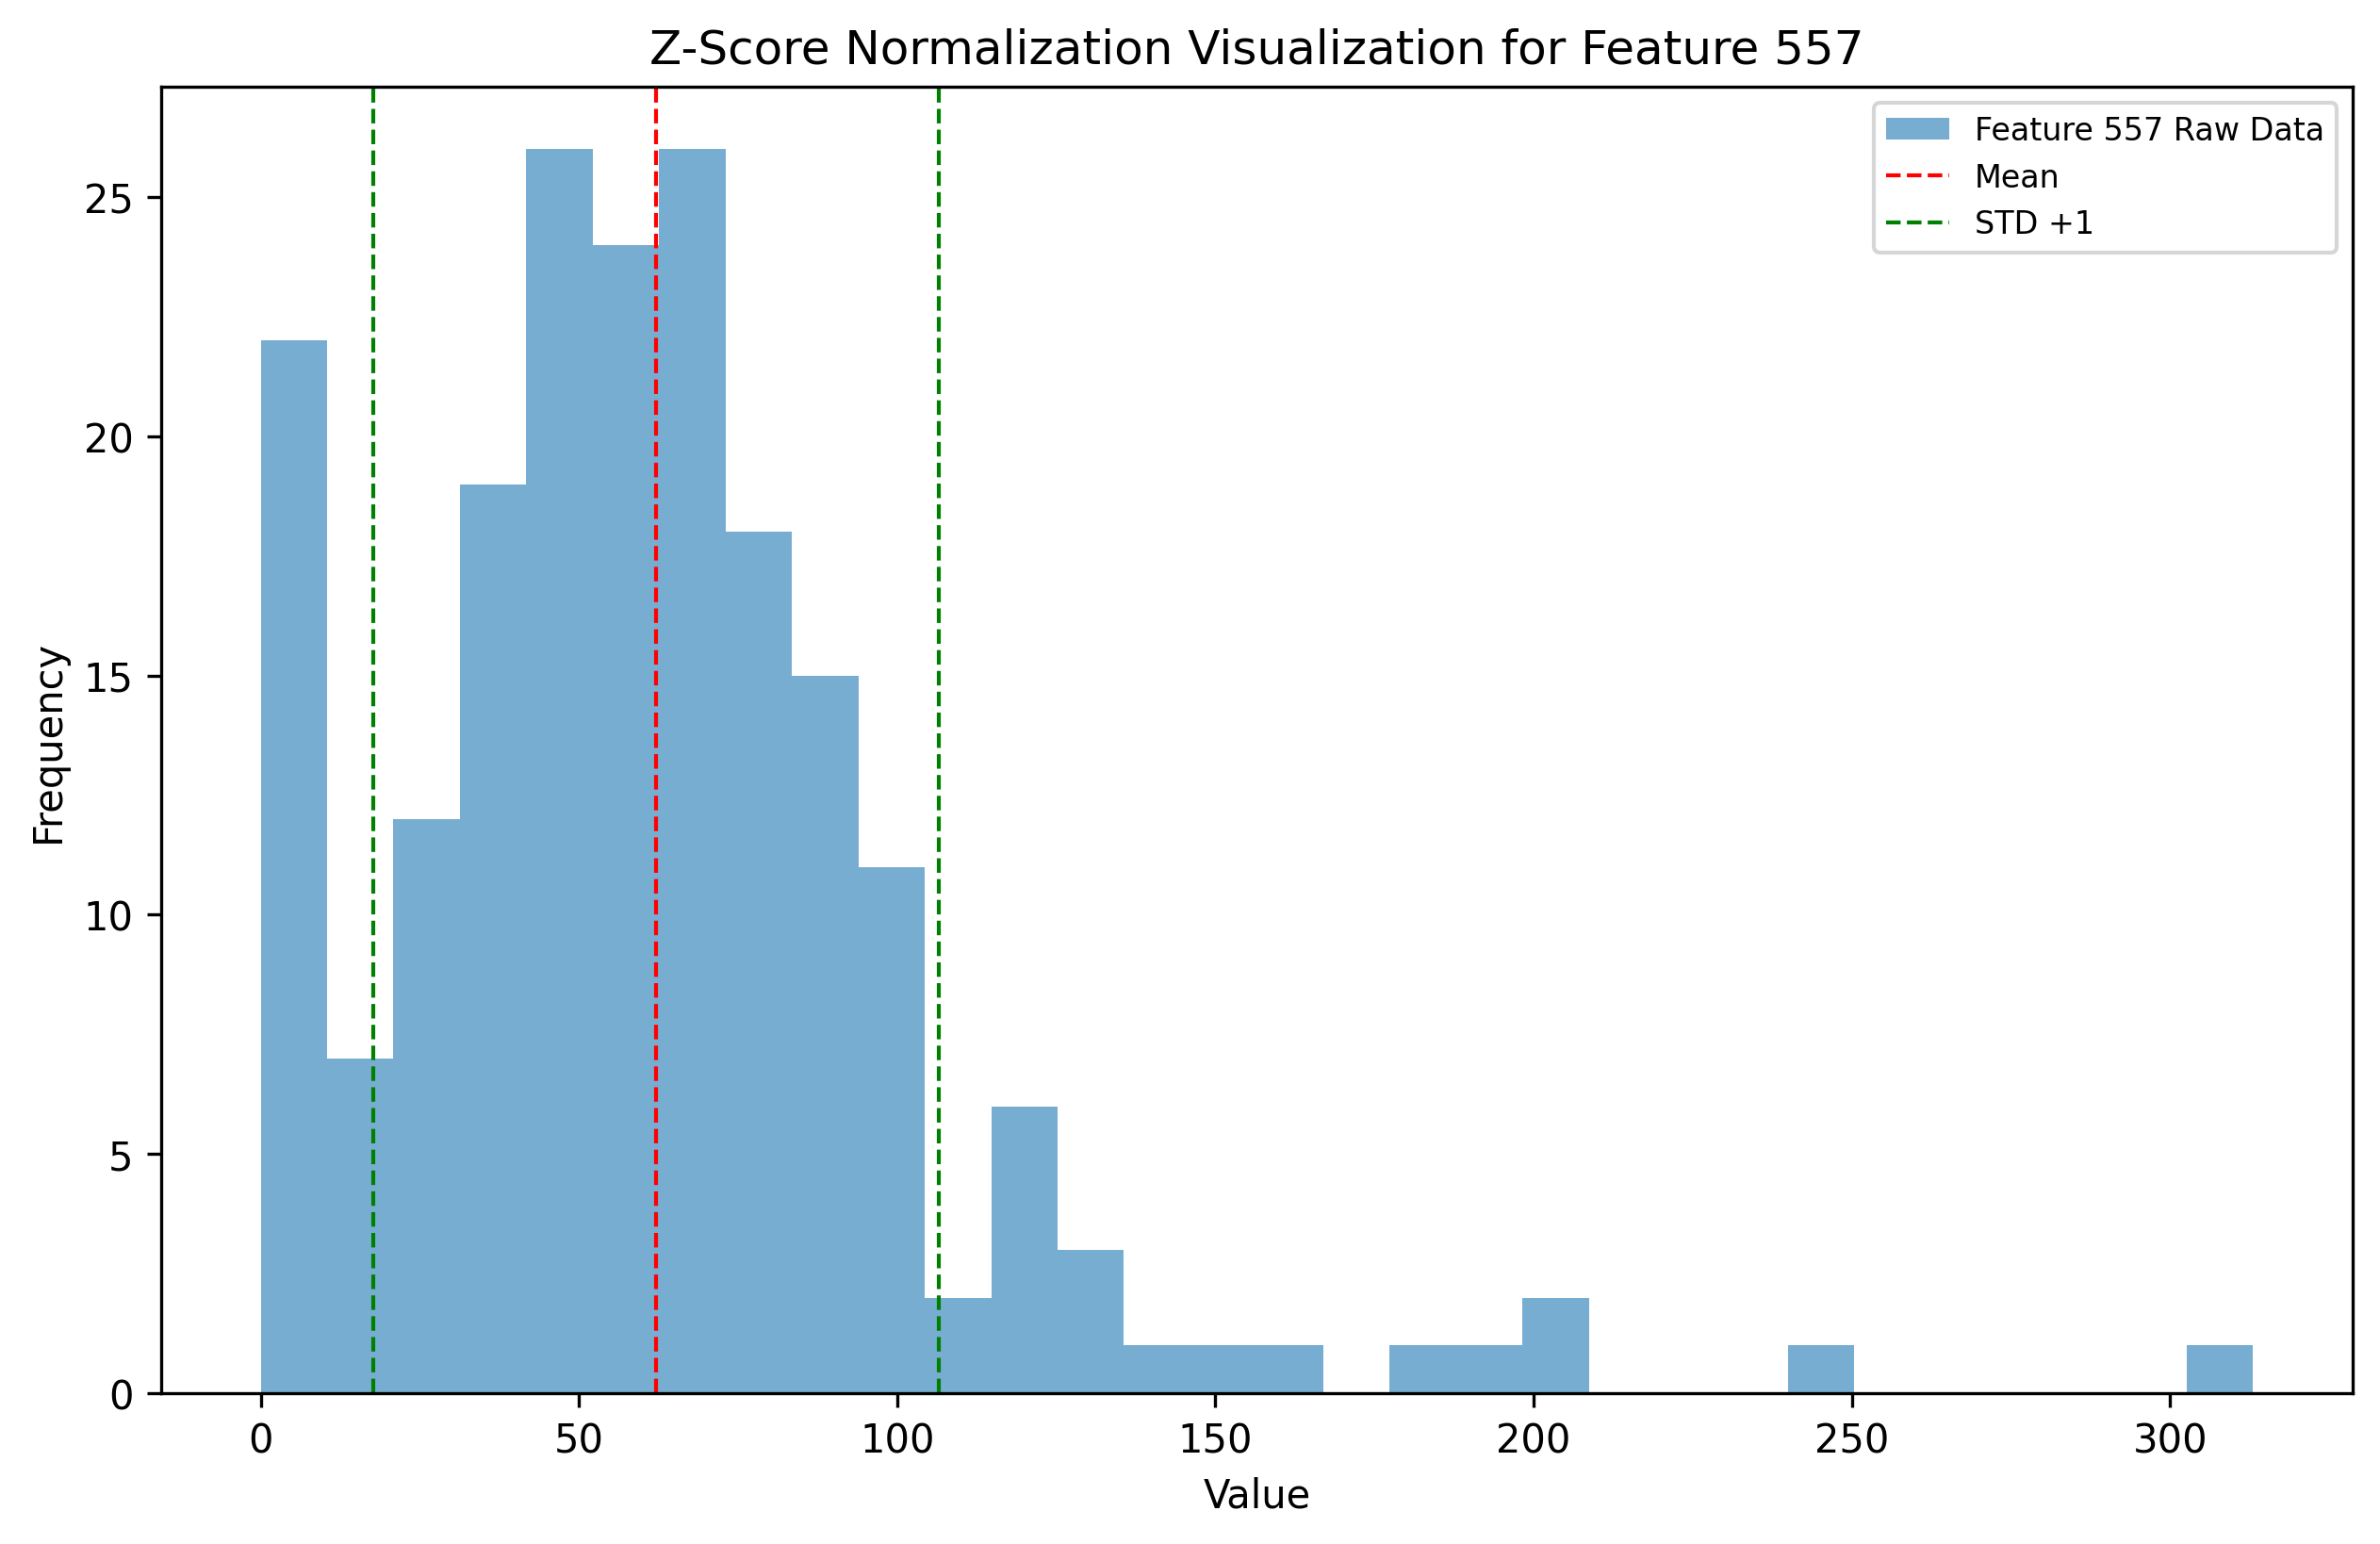 Z-Score Normalization Visualization for Feature 557
Feature 557 Raw Data
Mean
STD +1
Frequency
25
20
15
10
5
0
0 50 100 150 200 250 300
Value